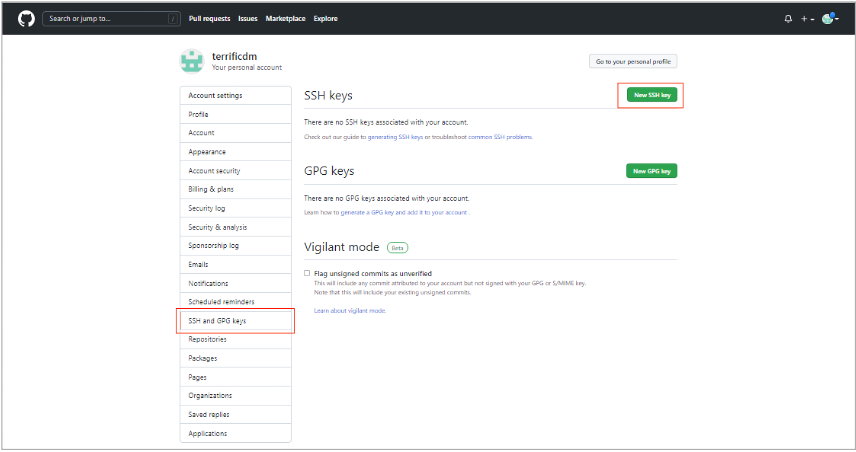 Search or jump to...
/
Pull requests Issues Marketplace Explore
terrificdm
Your personal account
Go to your personal profile
Account settings
Profile
Account
Appearance
Account security
Billing & plans
Security log
Security & analysis
Sponsorship log
Emails
Notifications
Scheduled reminders
SSH and GPG keys
Repositories
Packages
Pages
Organizations
Saved replies
Applications
SSH keys
New SSH key
There are no SSH keys associated with your account.
Check out our guide to generating SSH keys or troubleshoot common SSH problems.
GPG keys
New GPG key
There are no GPG keys associated with your account.
Learn how to generate a GPG key and add it to your account
Vigilant mode Beta
Flag unsigned commits as unverified
This will include any commit attributed to your account but not signed with your GPG or S/MIME key.
Note that this will include your existing unsigned commits.
Learn about vigilant mode.